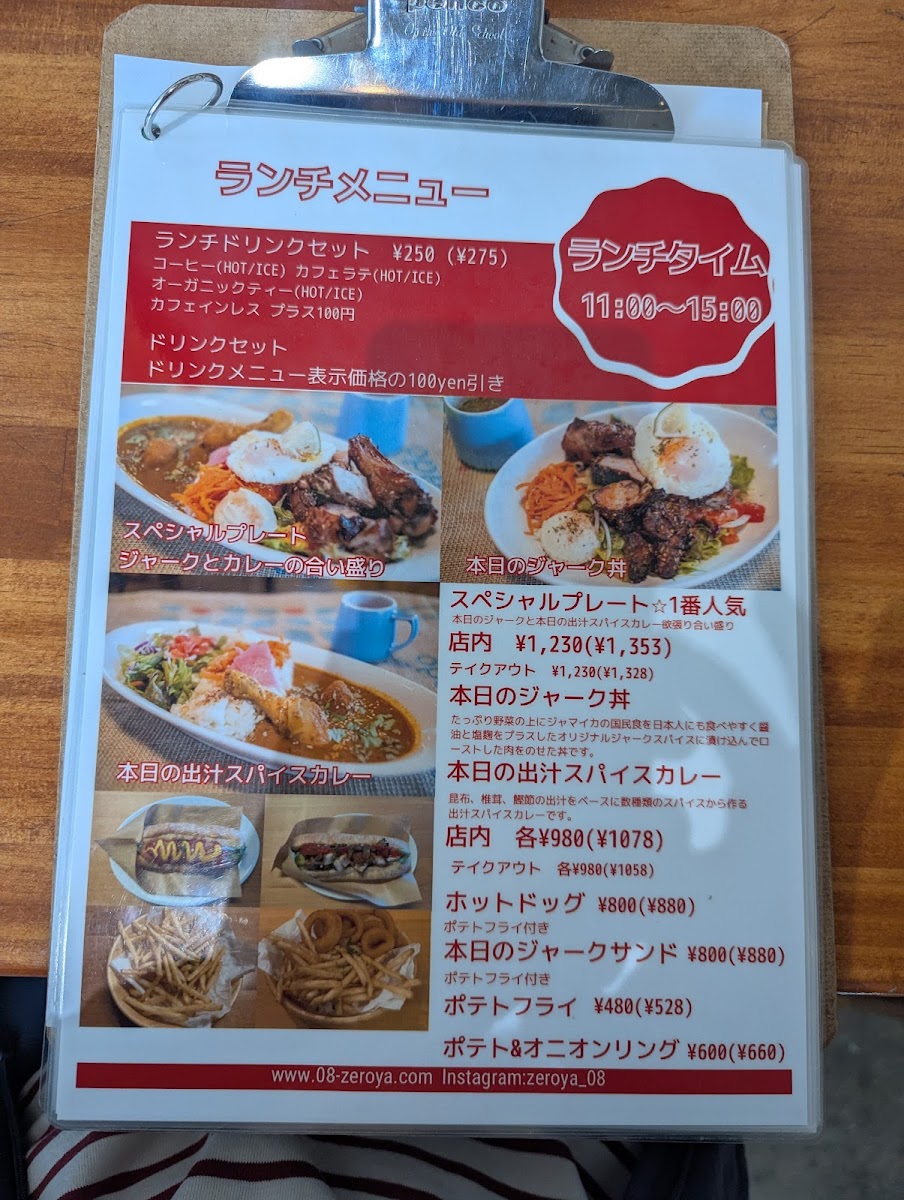 penco
ランチメニュー
ランチタイム
11:00～15:00
ランチドリンクセット ¥250 (¥275)
コーヒー(HOT/ICE) カフェラテ(HOT/ICE)
オーガニックティー(HOT/ICE)
カフェインレス プラス100円
ドリンクセット
ドリンクメニュー表示価格の100yen引き
スペシャルプレート
ジャークとカレーの合い盛り
本日のジャーク丼
本日の出汁スパイスカレー
スペシャルプレート☆1番人気
本日のジャークと本日の出汁スパイスカレー欲張り合い盛り
店内 ¥1,230(¥1,353)
テイクアウト ¥1,230(¥1,328)
本日のジャーク丼
たっぷり野菜の上にジャマイカの国民食を日本人にも食べやすく醤
油と塩麹をプラスしたオリジナルジャークスパイスに漬け込んでロ
ーストした肉をのせた丼です。
本日の出汁スパイスカレー
昆布、椎茸、鰹節の出汁をベースに数種類のスパイスから作る
出汁スパイスカレーです。
店内 各¥980(¥1078)
テイクアウト 各¥980(¥1058)
ホットドッグ ¥800(¥880)
ポテトフライ付き
本日のジャークサンド ¥800(¥880)
ポテトフライ付き
ポテトフライ ¥480(¥528)
ポテト&オニオンリング ¥600(¥660)
www.08-zeroya.com Instagram:zeroya_08